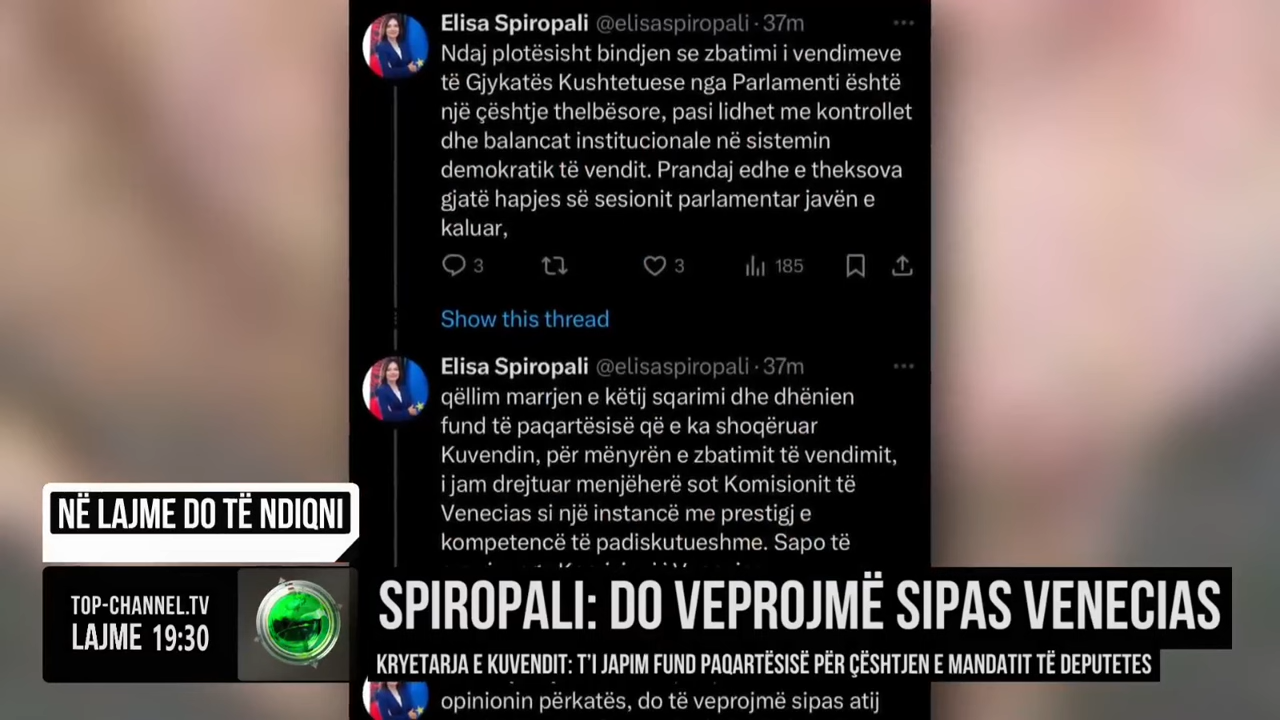 Elisa Spiropali @elisaspiropali · 37m
Ndaj plotësisht bindjen se zbatimi i vendimeve
të Gjykatës Kushtetuese nga Parlamenti është
një çështje thelbësore, pasi lidhet me kontrollet
dhe balancat institucionale në sistemin
demokratik të vendit. Prandaj edhe e theksova
gjatë hapjes së sesionit parlamentar javën e
kaluar,
3 3 185
Show this thread
Elisa Spiropali @elisaspiropali · 37m
qëllim marrjen e këtij sqarimi dhe dhënien
fund të paqartësisë që e ka shoqëruar
Kuvendin, për mënyrën e zbatimit të vendimit,
i jam drejtuar menjëherë sot Komisionit të
Venecias si një instancë me prestigj e
kompetencë të padiskutueshme. Sapo të
NË LAJME DO TË NDIQNI
TOP-CHANNEL.TV
LAJME 19:30
SPIROPALI: DO VEPROJMË SIPAS VENECIAS
KRYETARJA E KUVENDIT: T'I JAPIM FUND PAQARTËSISË PËR ÇËSHTJEN E MANDATIT TË DEPUTETES
opinionin përkatës, do të veprojmë sipas atij